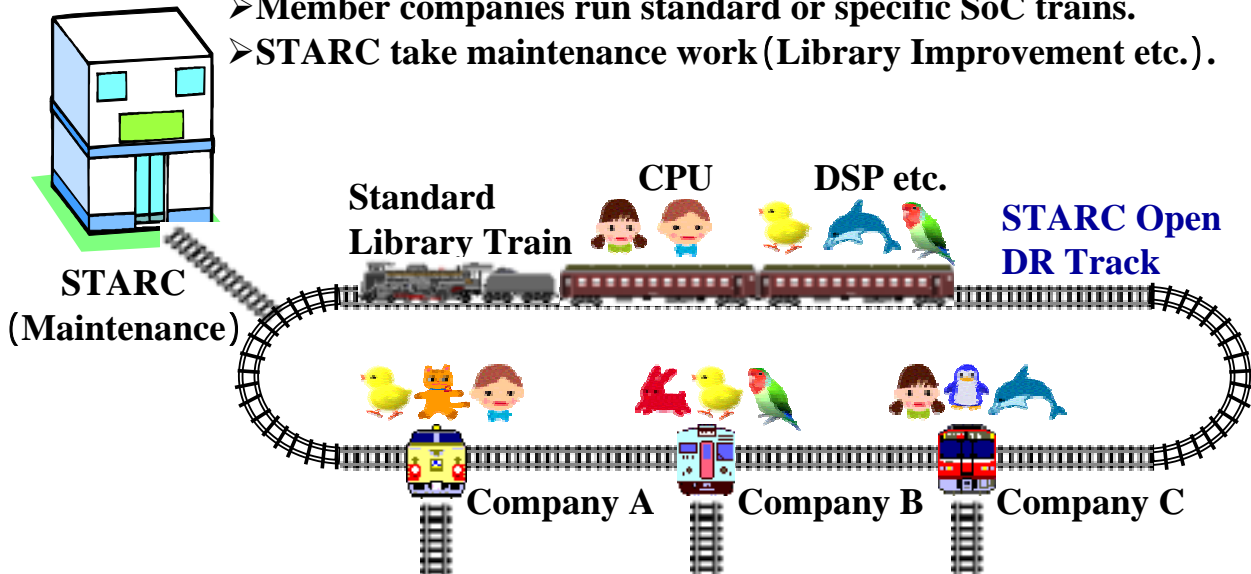 ➢Member companies run standard or specific SoC trains.
➢STARC take maintenance work(Library Improvement etc.).
CPU
DSP etc.
Standard
Library Train
STARC Open
DR Track
STARC
(Maintenance)
Company A
Company B
Company C